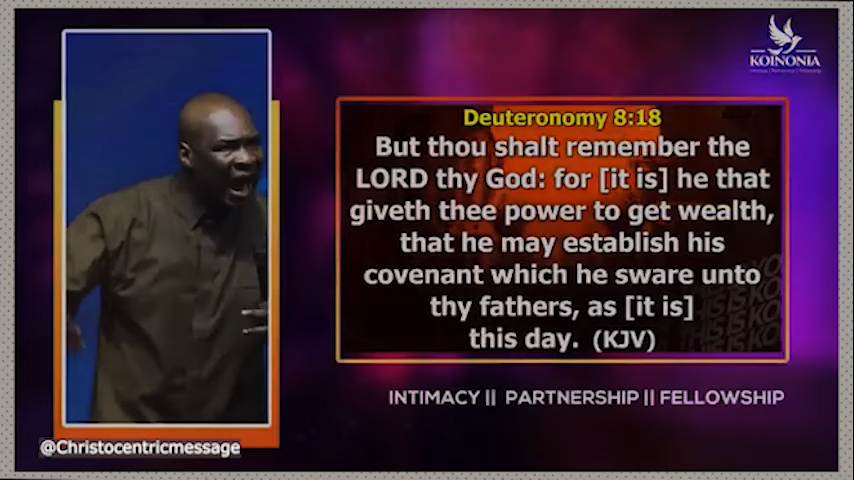 KOINONIA
Deuteronomy 8:18
But thou shalt remember the
LORD thy God: for [it is] he that
giveth thee power to get wealth,
that he may establish his
covenant which he sware unto
thy fathers, as [it is]
this day. (KJV)
INTIMACY || PARTNERSHIP || FELLOWSHIP
@Christocentricmessage